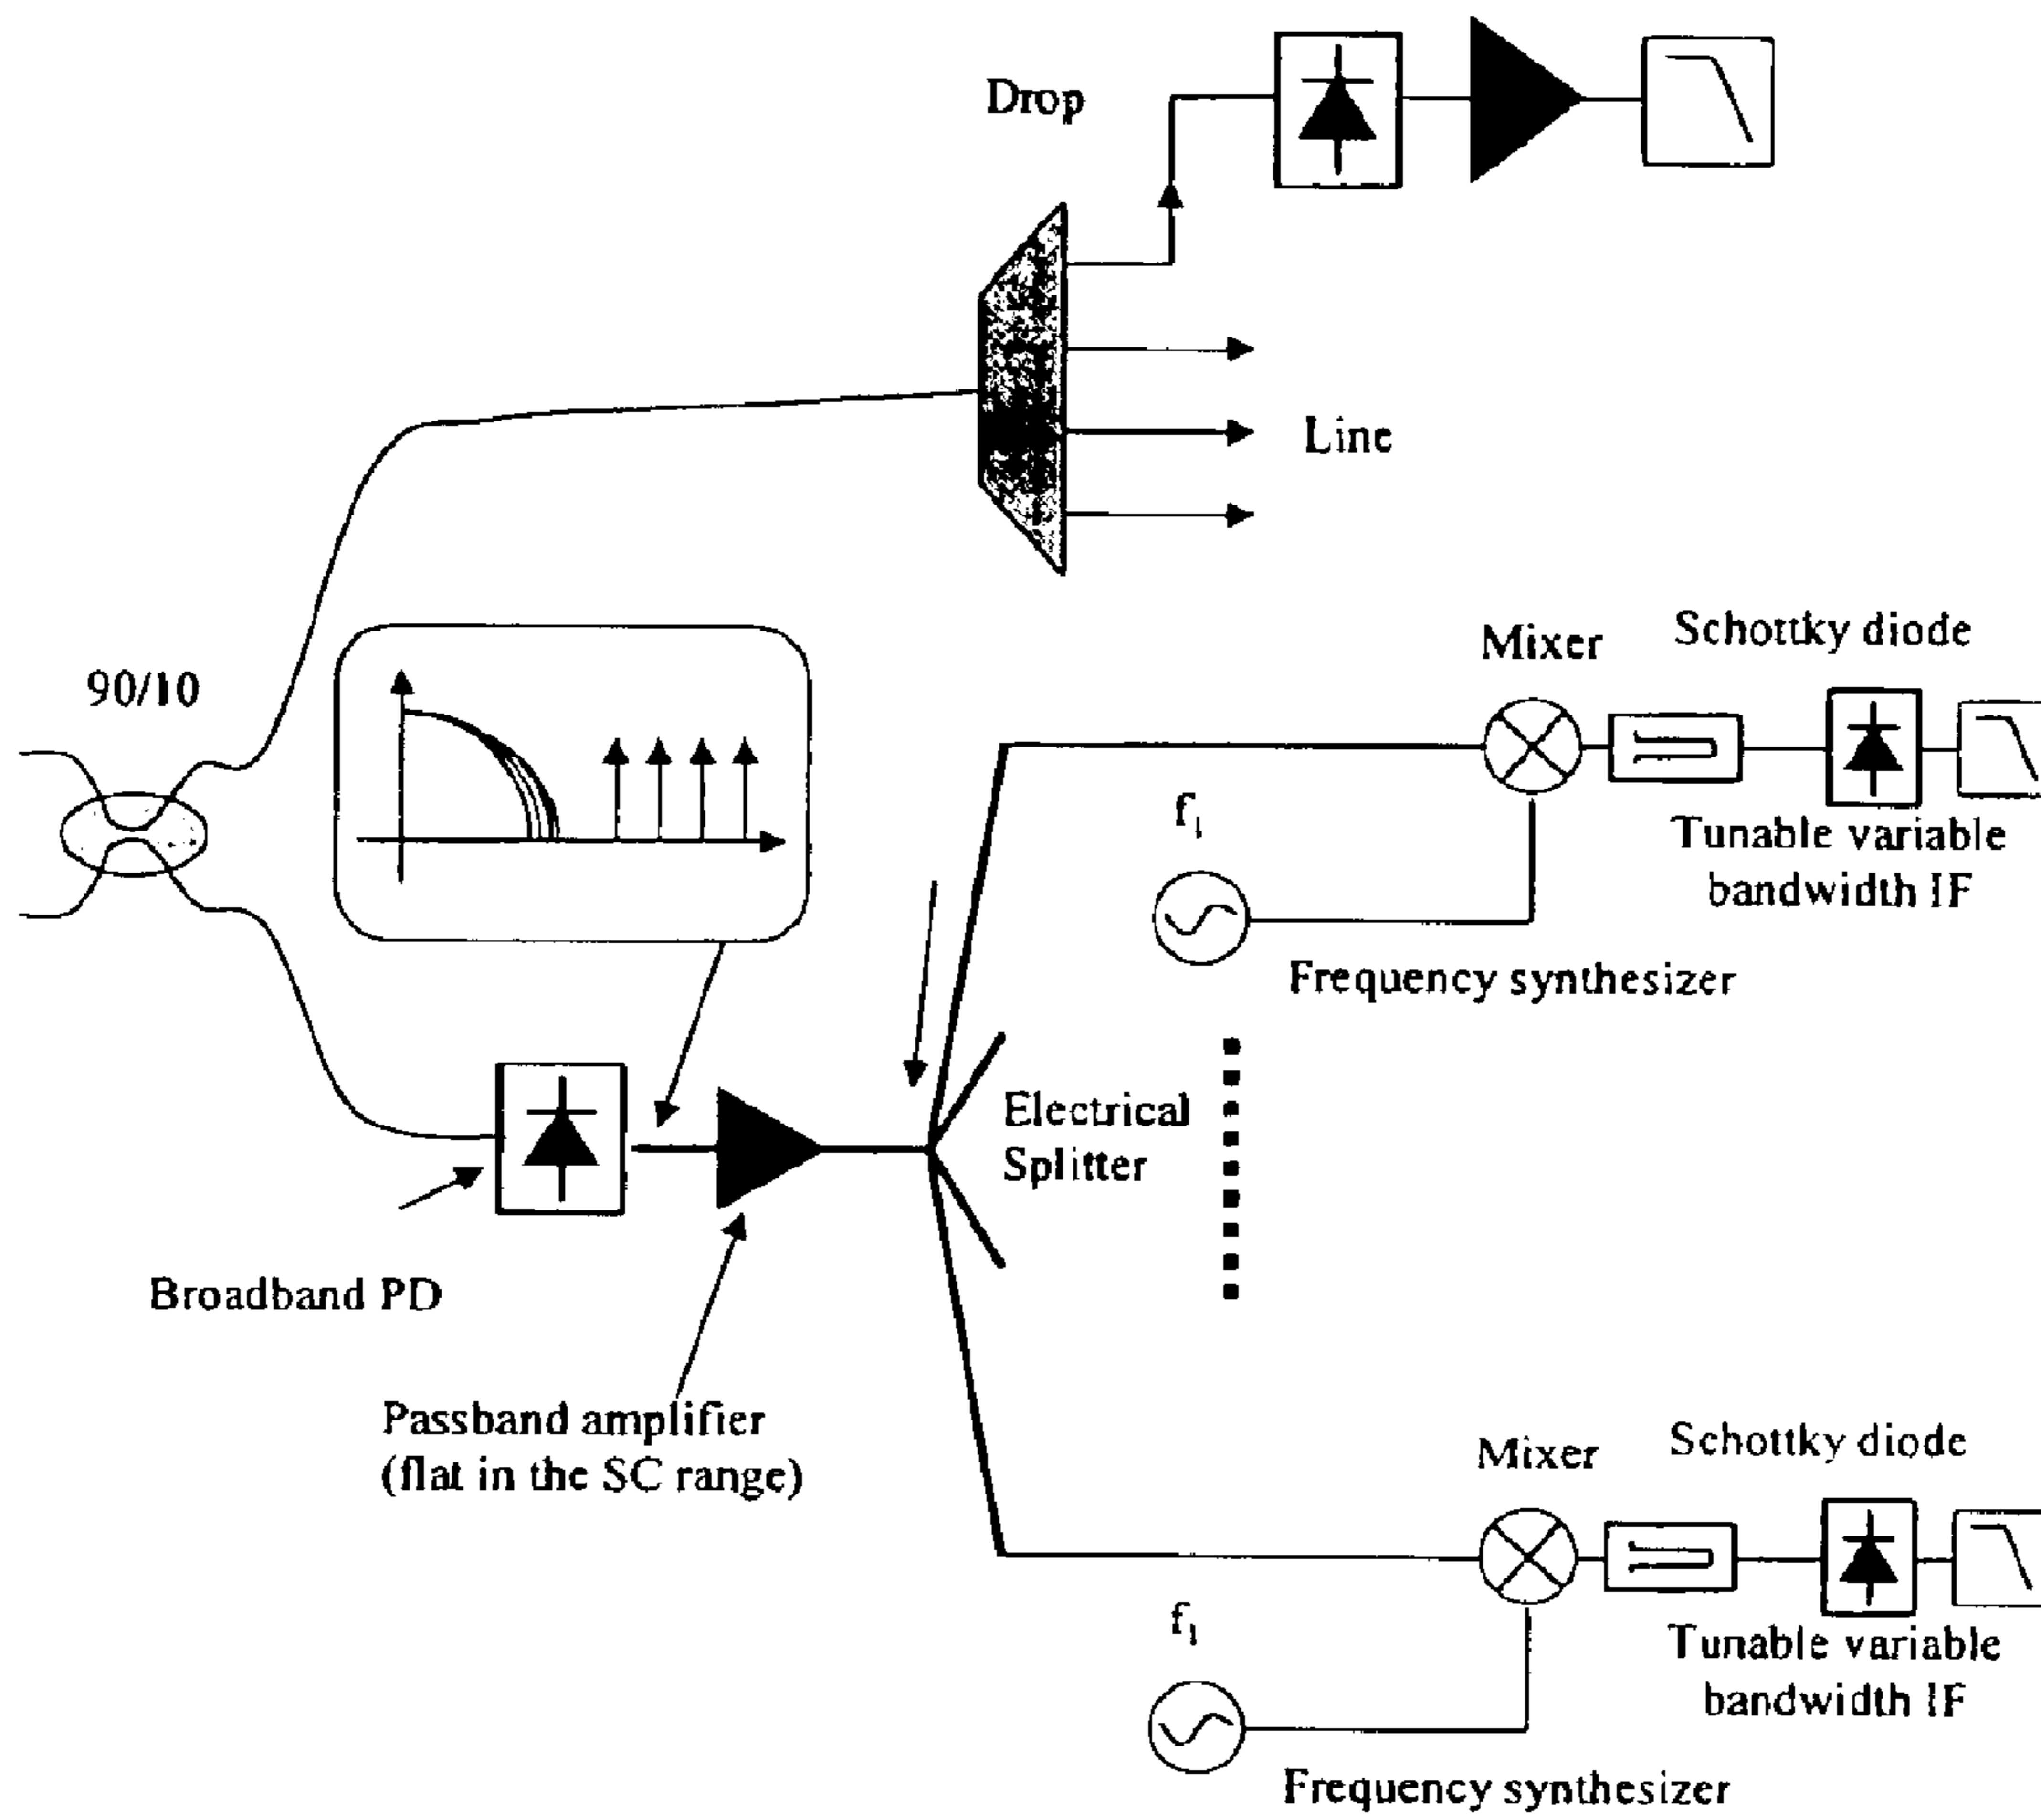 Drop
Line
90/10
Mixer
Schottky diode
f₁
Tunable variable
bandwidth IF
Frequency synthesizer
Electrical
Splitter
Broadband PD
Passband amplifier
(flat in the SC range)
Mixer
Schottky diode
f₁
Tunable variable
bandwidth IF
Frequency synthesizer